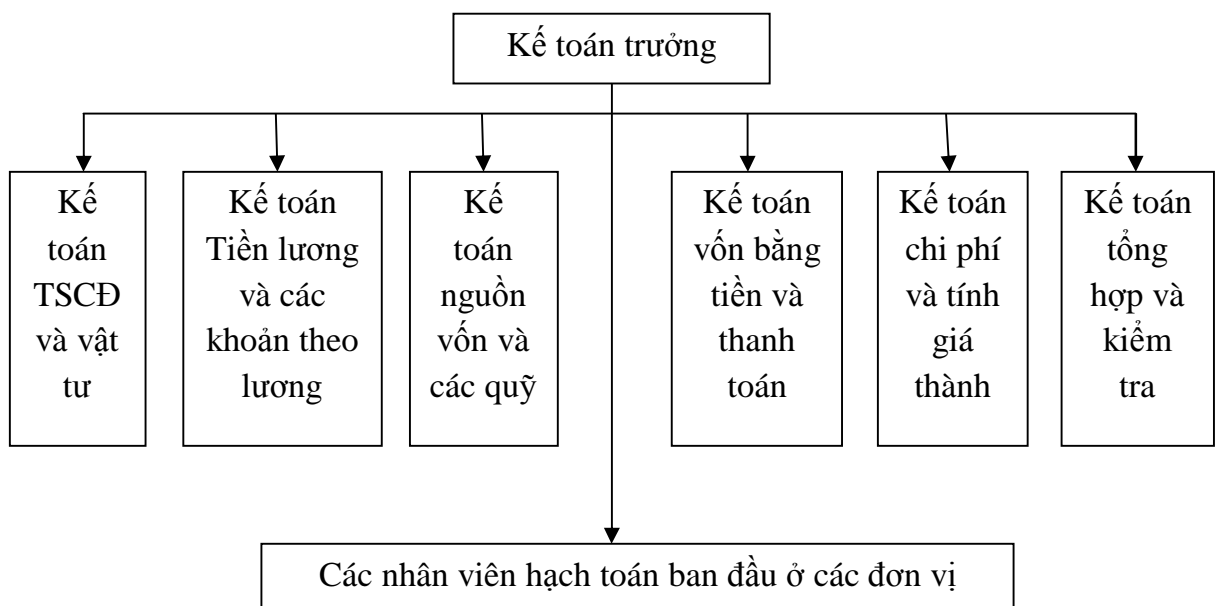 Kế toán trưởng
Kế
toán
TSCĐ
và vật
tư
Kế toán
Tiền lương
và các
khoản theo
lương
Kế
toán
nguồn
vốn và
các quỹ
Kế toán
vốn bằng
tiền và
thanh
toán
Kế toán
chi phí
và tính
giá
thành
Kế toán
tổng
hợp và
kiểm
tra
Các nhân viên hạch toán ban đầu ở các đơn vị